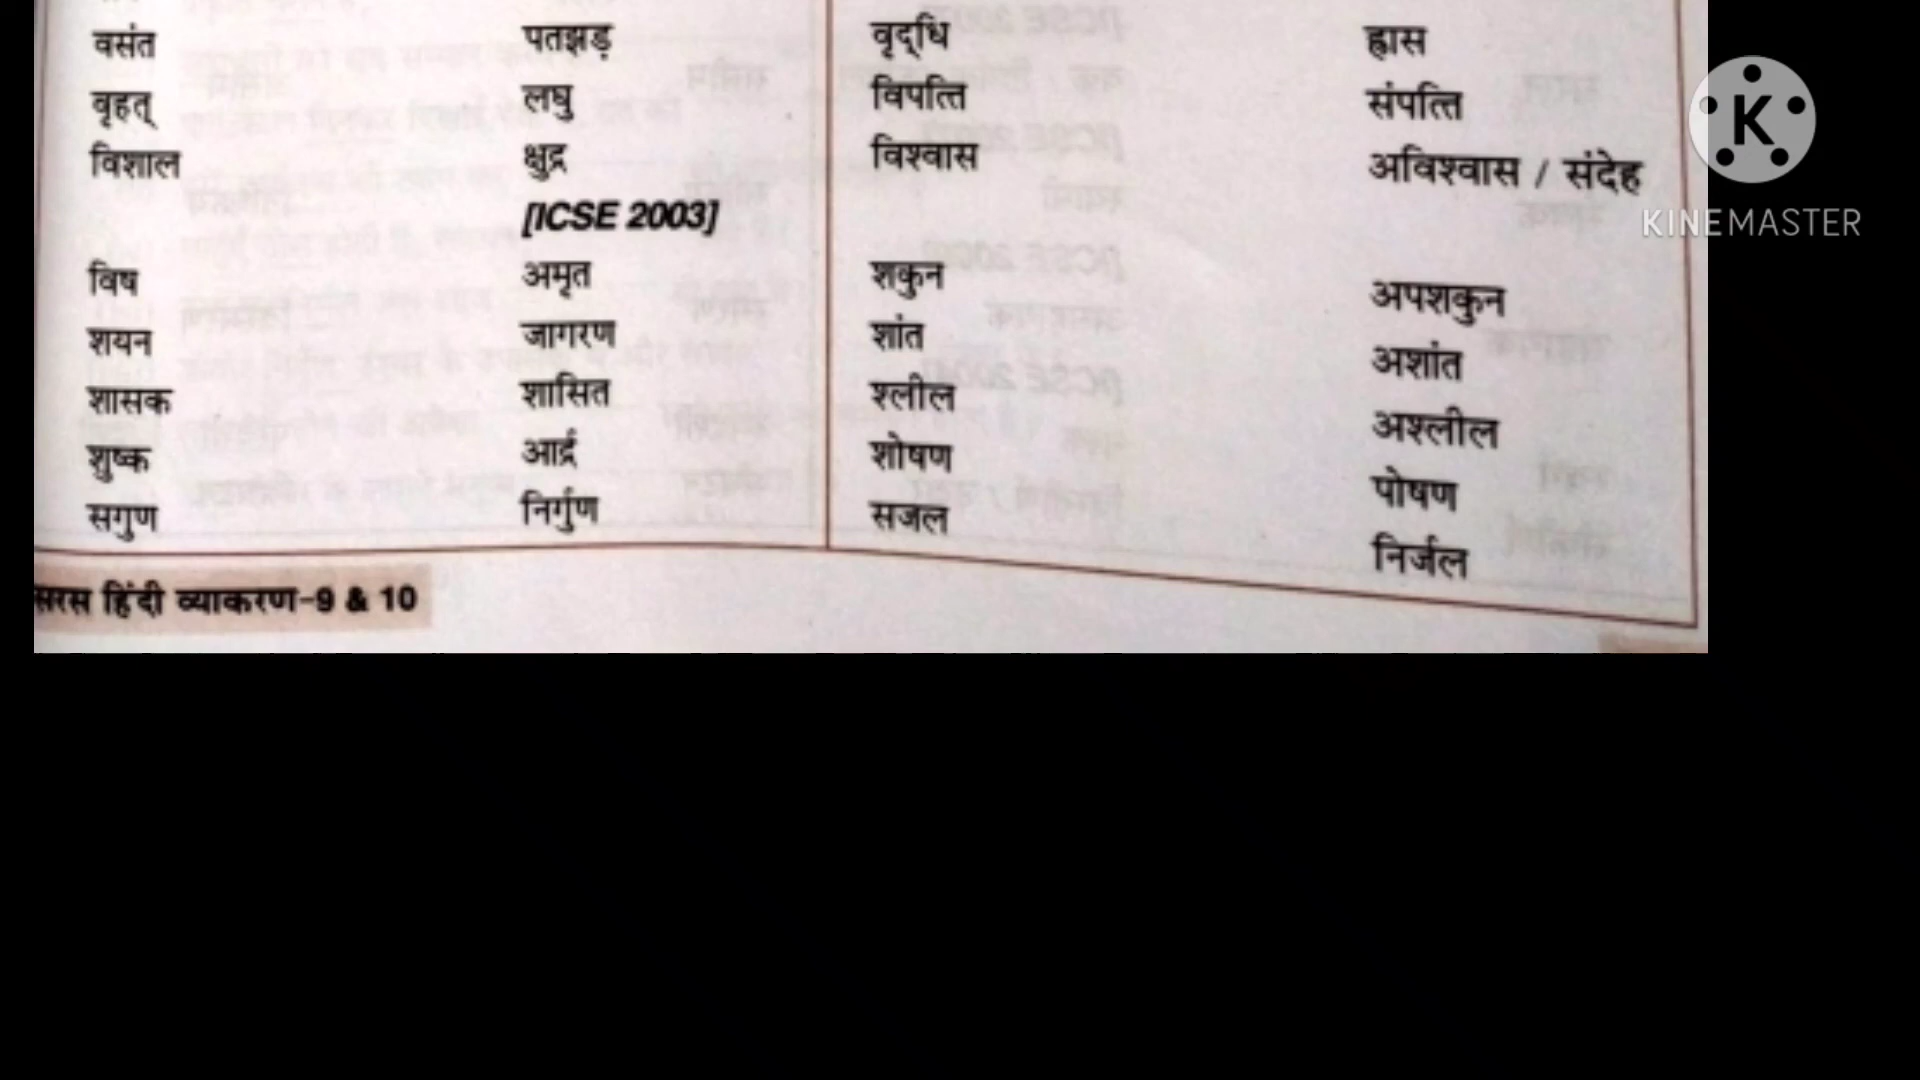 वसंत पतझड़ वृद्धि ह्रास
वृहत् लघु विपत्ति संपत्ति
विशाल क्षुद्र विश्वास अविश्वास / संदेह
[ICSE 2003]
विष अमृत शकुन अपशकुन
शयन जागरण शांत अशांत
शासक शासित श्लील अश्लील
शुष्क आर्द्र शोषण पोषण
सगुण निर्गुण सजल निर्जल
सरस हिंदी व्याकरण-9 & 10
K
KINEMASTER